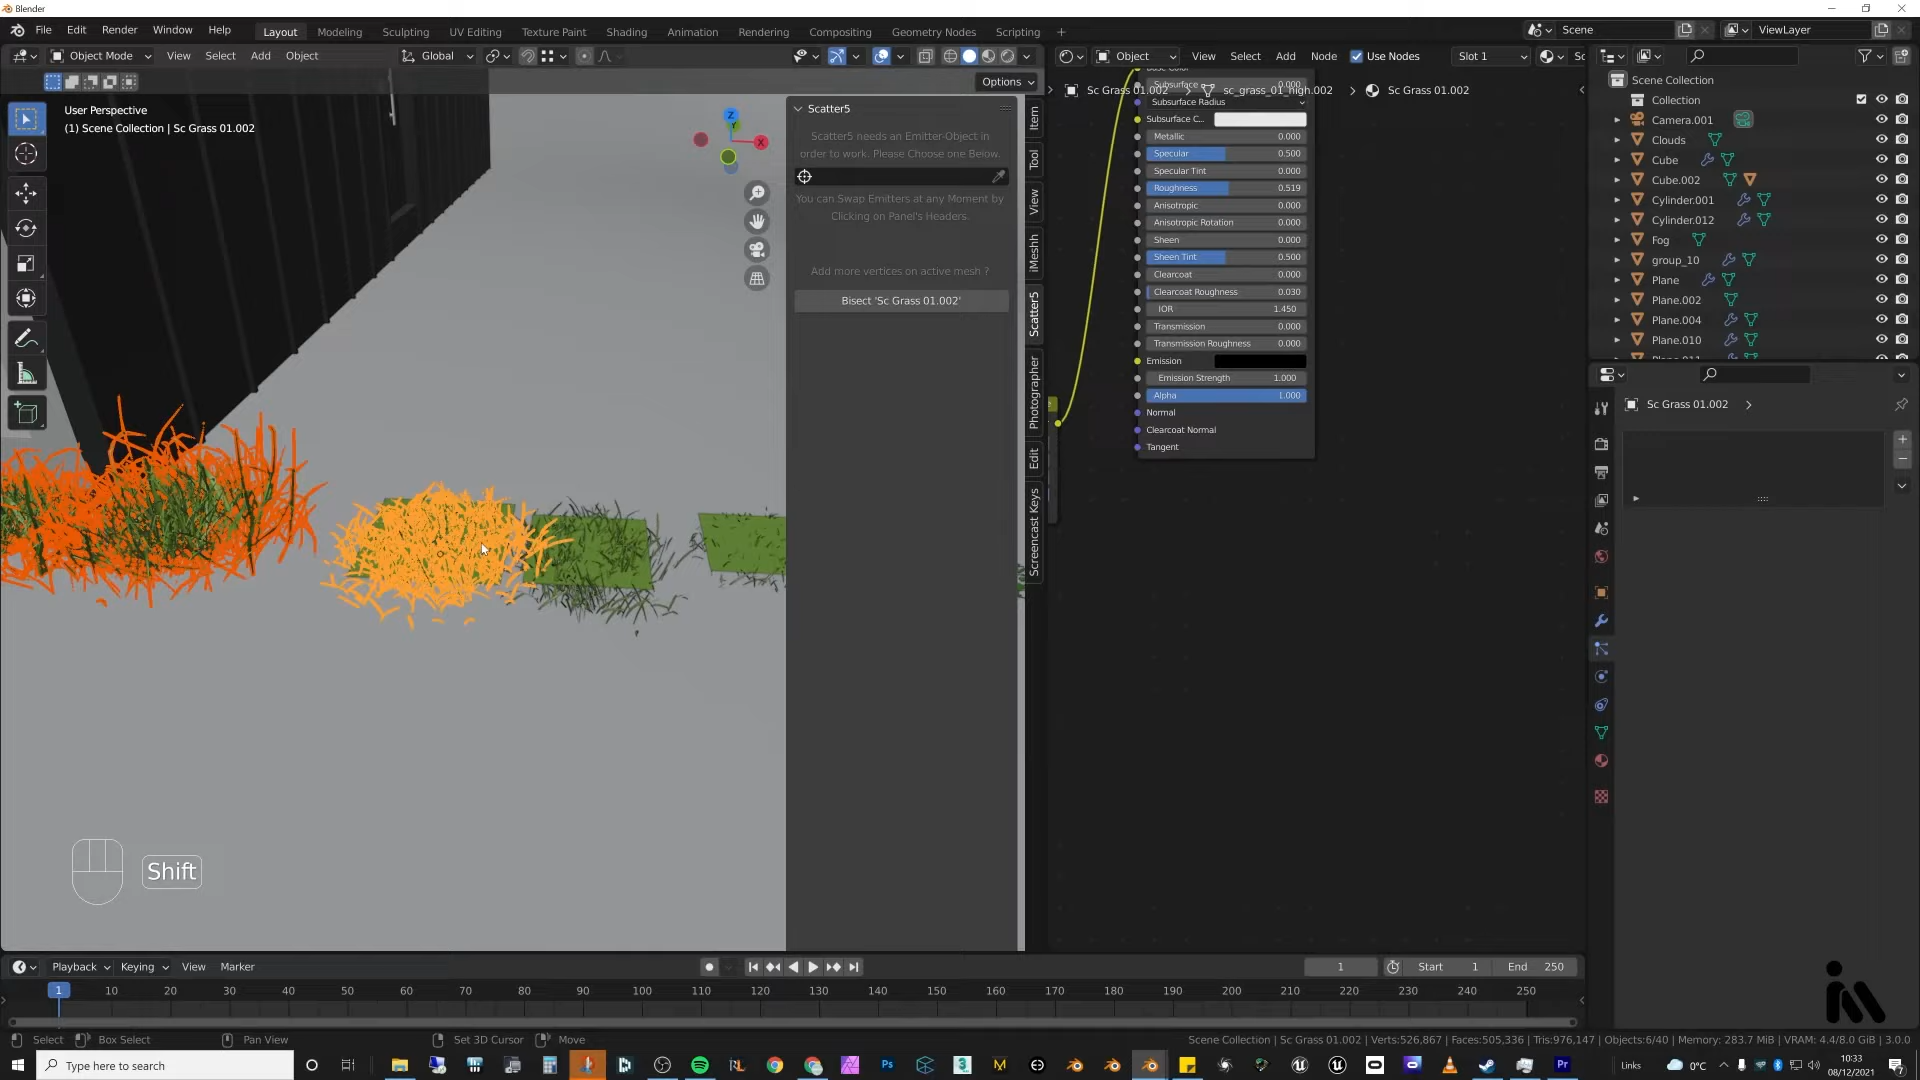 Blender
File Edit Render Window Help Layout Modeling Sculpting UV Editing Texture Paint Shading Animation Rendering Compositing Geometry Nodes Scripting + Scene ViewLayer
Object Mode View Select Add Object Global Object View Select Add Node Use Nodes Slot 1 Sc
Options
User Perspective
(1) Scene Collection | Sc Grass 01.002
Z
Y
X
Scatter5
Scatter5 needs an Emitter-Object in
order to work. Please Choose one Below.
You can Swap Emitters at any Moment by
Clicking on Panel's Headers.
Add more vertices on active mesh ?
Bisect 'Sc Grass 01.002'
Item
Tool
View
iMeshh
Scatter5
Photographer
Edit
Screencast Keys
Sc Grass 01.002 > sc_grass_01_high.002 > Sc Grass 01.002
Base Color
Subsurface 0.000
Subsurface Radius
Subsurface C...
Metallic 0.000
Specular 0.500
Specular Tint 0.000
Roughness 0.519
Anisotropic 0.000
Anisotropic Rotation 0.000
Sheen 0.000
Sheen Tint 0.500
Clearcoat 0.000
Clearcoat Roughness 0.030
IOR 1.450
Transmission 0.000
Transmission Roughness 0.000
Emission
Emission Strength 1.000
Alpha 1.000
Normal
Clearcoat Normal
Tangent
Scene Collection
Collection
Camera.001
Clouds
Cube
Cube.002
Cylinder.001
Cylinder.012
Fog
group_10
Plane
Plane.002
Plane.004
Plane.010
Plane.011
Sc Grass 01.002 >
Shift
Playback Keying View Marker 1 Start 1 End 250
1 10 20 30 40 50 60 70 80 90 100 110 120 130 140 150 160 170 180 190 200 210 220 230 240 250
Select Box Select Pan View Set 3D Cursor Move Scene Collection | Sc Grass 01.002 | Verts:526,867 | Faces:505,336 | Tris:976,147 | Objects:6/40 | Memory: 283.7 MiB | VRAM: 4.4/8.0 GiB | 3.0.0
Type here to search Ps 3 M Pr Links 0°C 10:33
08/12/2021